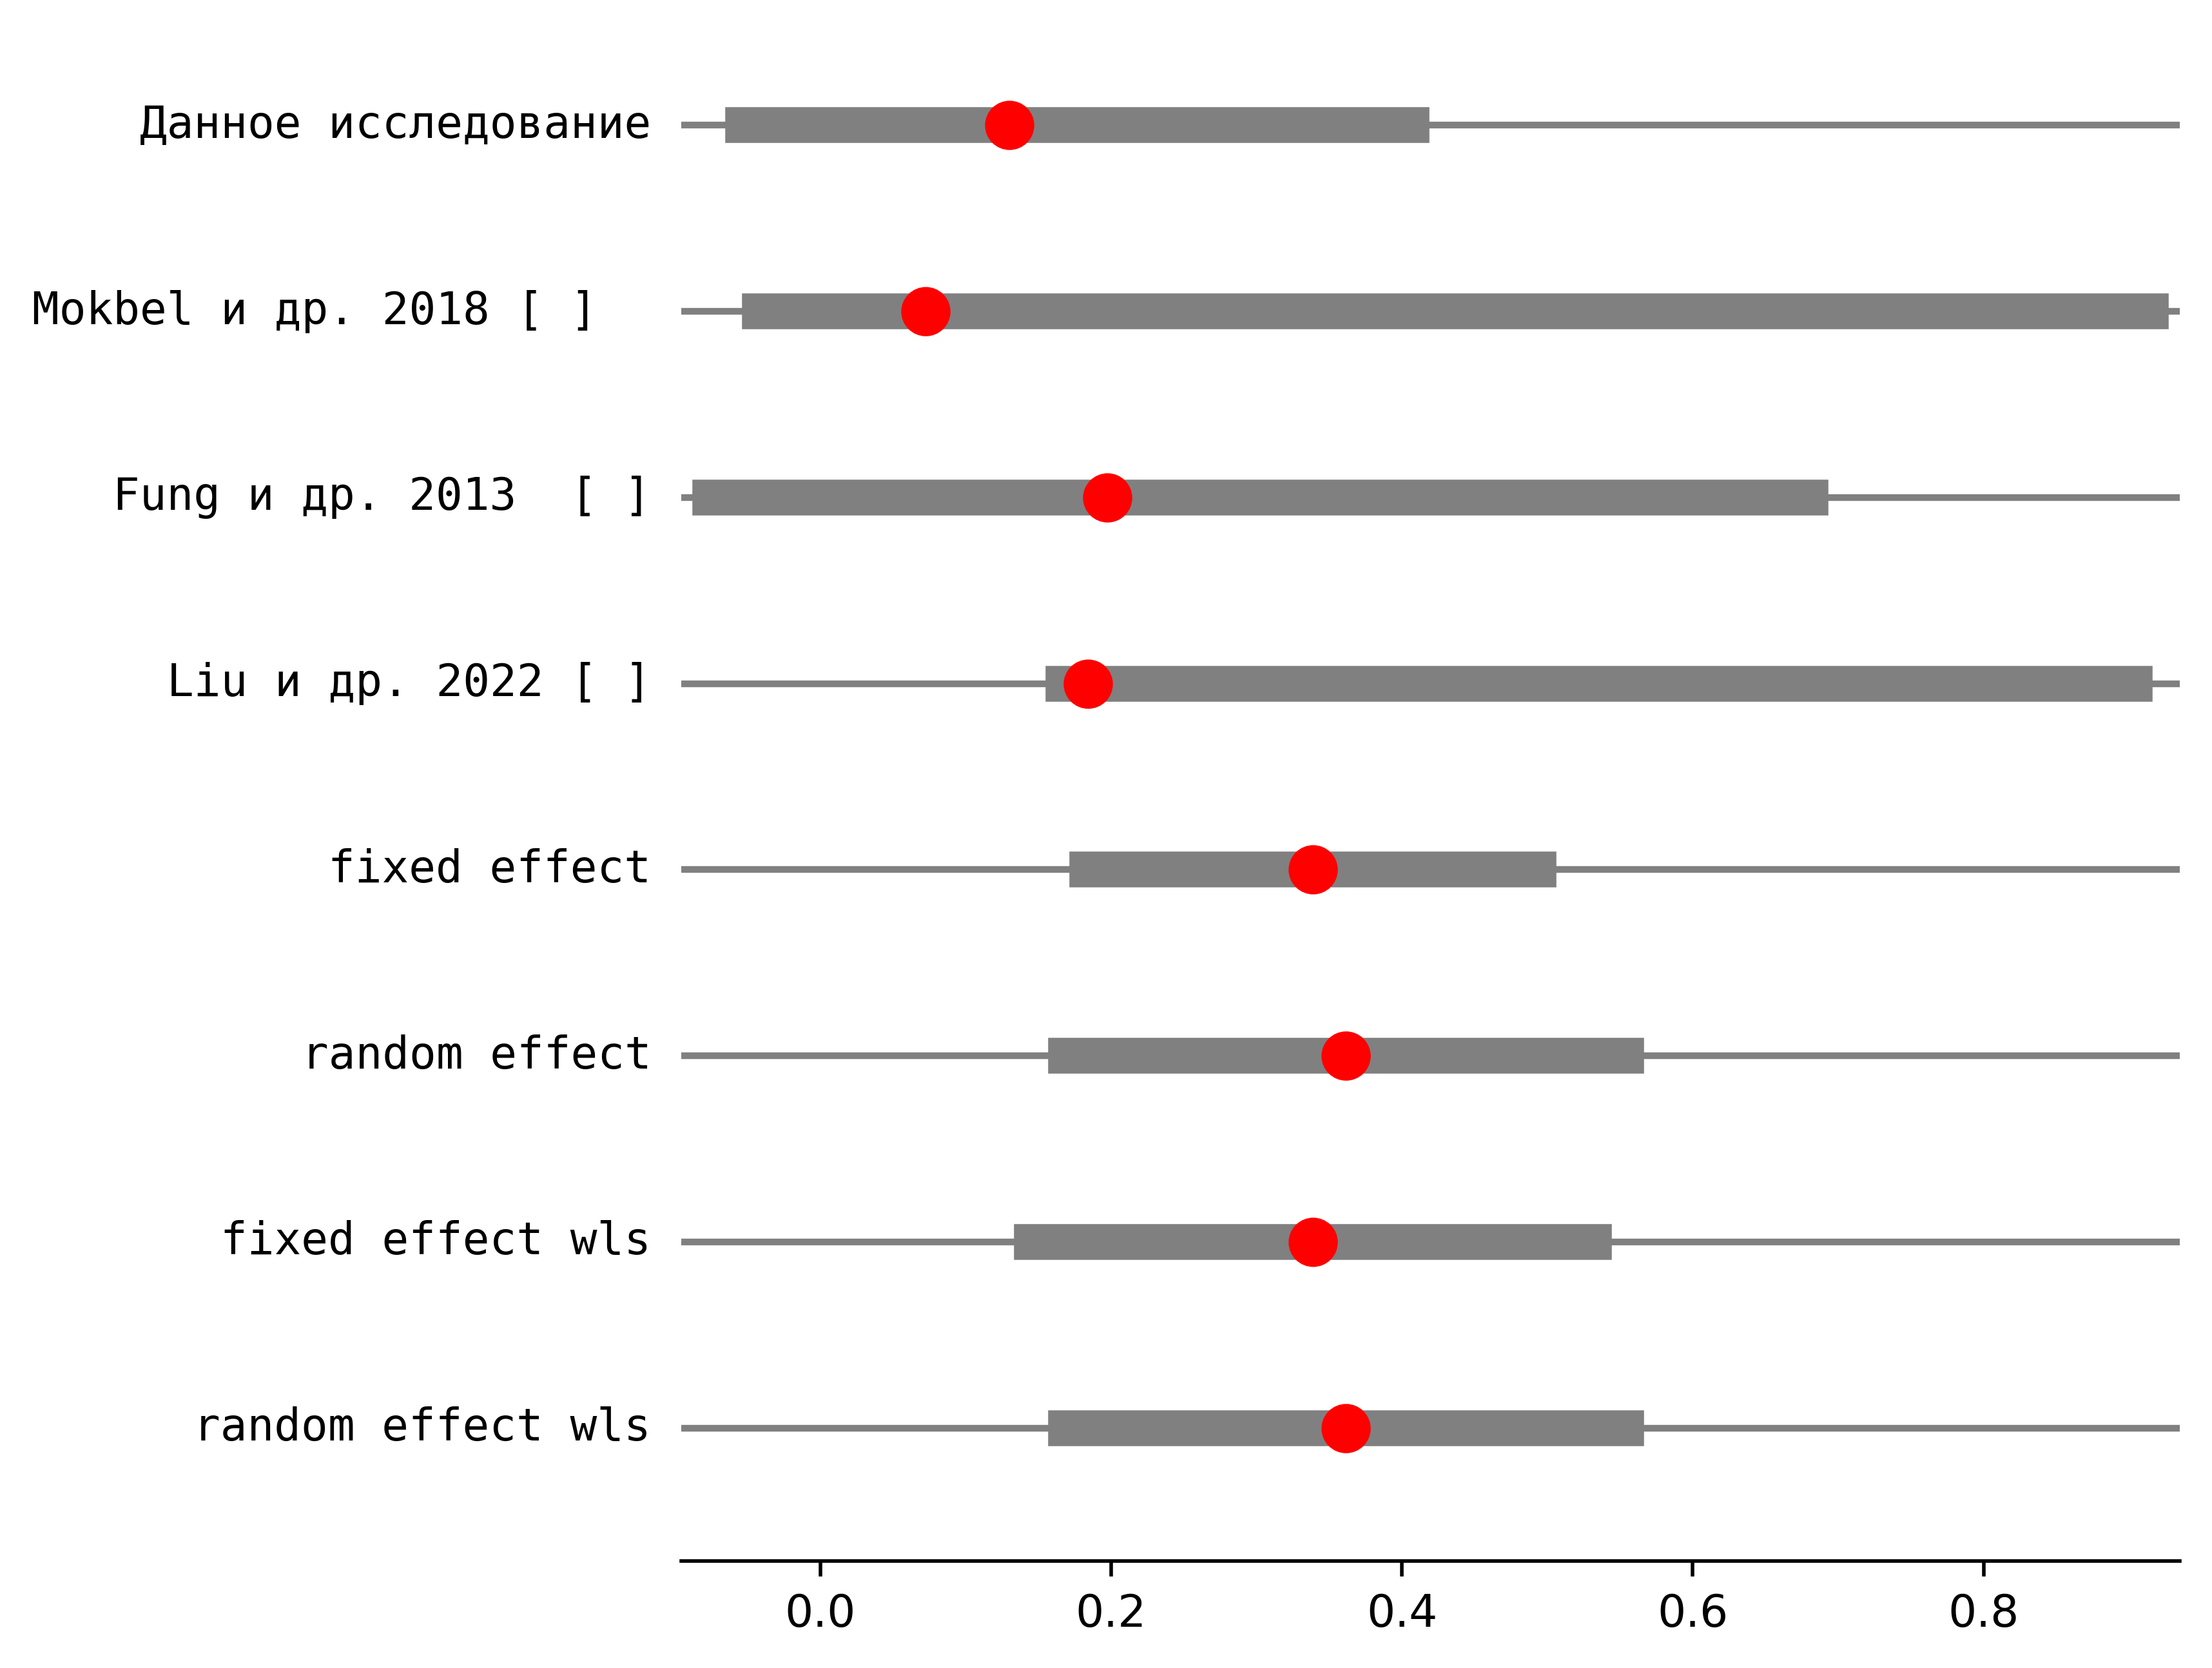 Данное исследование
Mokbel и др. 2018 [ ]
Fung и др. 2013  [ ]
Liu и др. 2022 [ ]
fixed effect
random effect
fixed effect wls
random effect wls
0.0 0.2 0.4 0.6 0.8